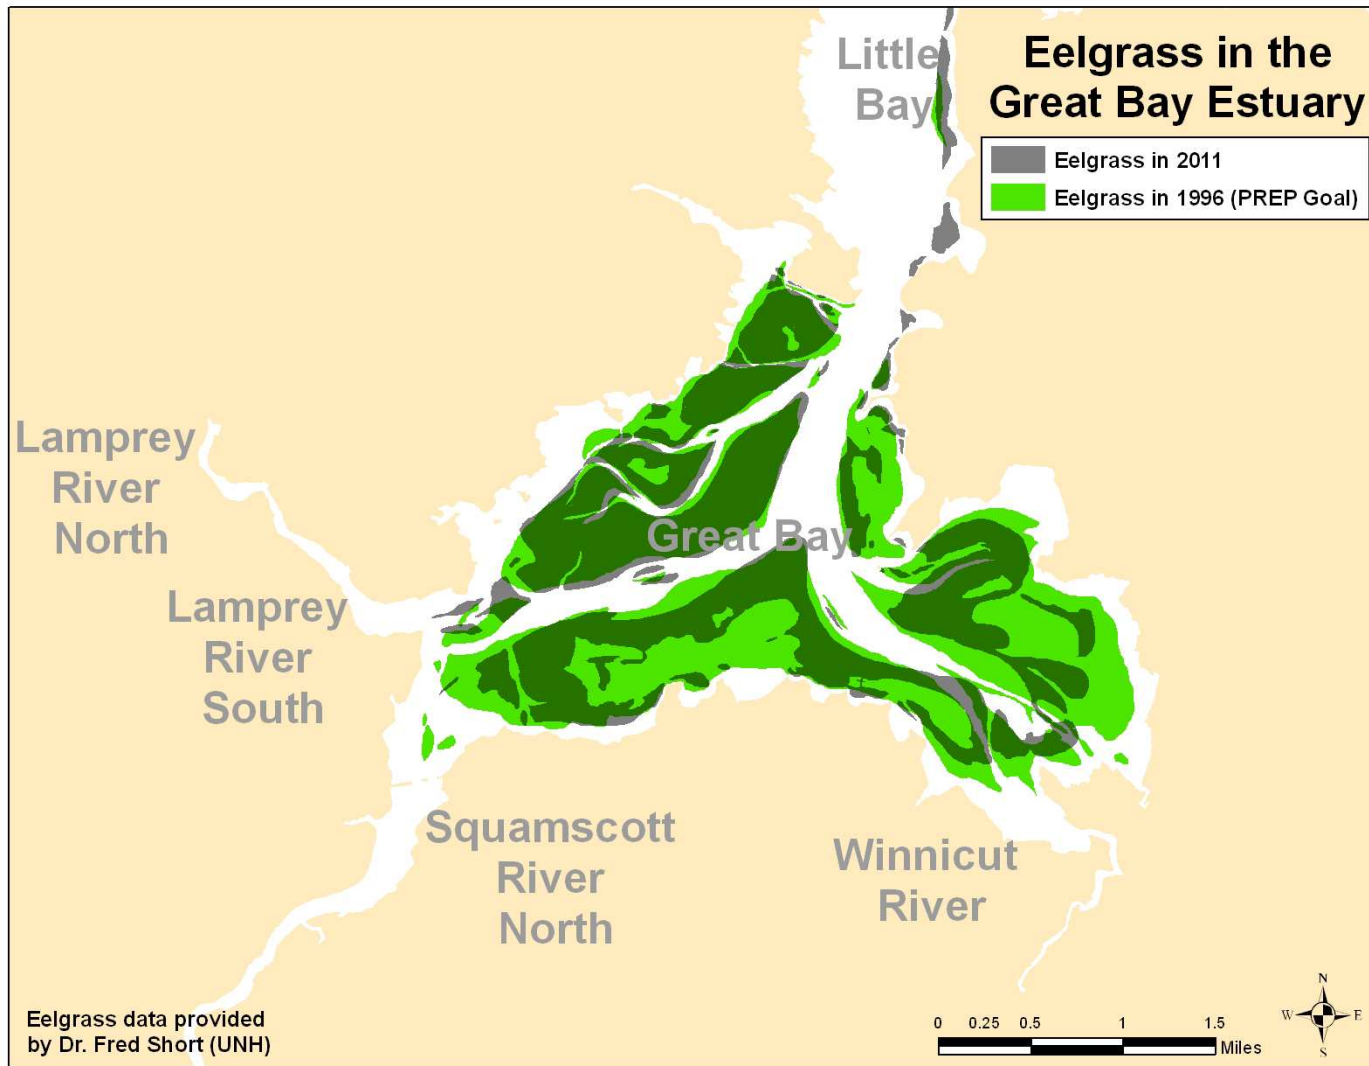 Eelgrass in the
Great Bay Estuary
Eelgrass in 2011
Eelgrass in 1996 (PREP Goal)
Little
Bay
Lamprey
River
North
Great Bay
Lamprey
River
South
Squamscott
River
North
Winnicut
River
Eelgrass data provided
by Dr. Fred Short (UNH)
0 0.25 0.5 1 1.5
Miles
N
W E
S